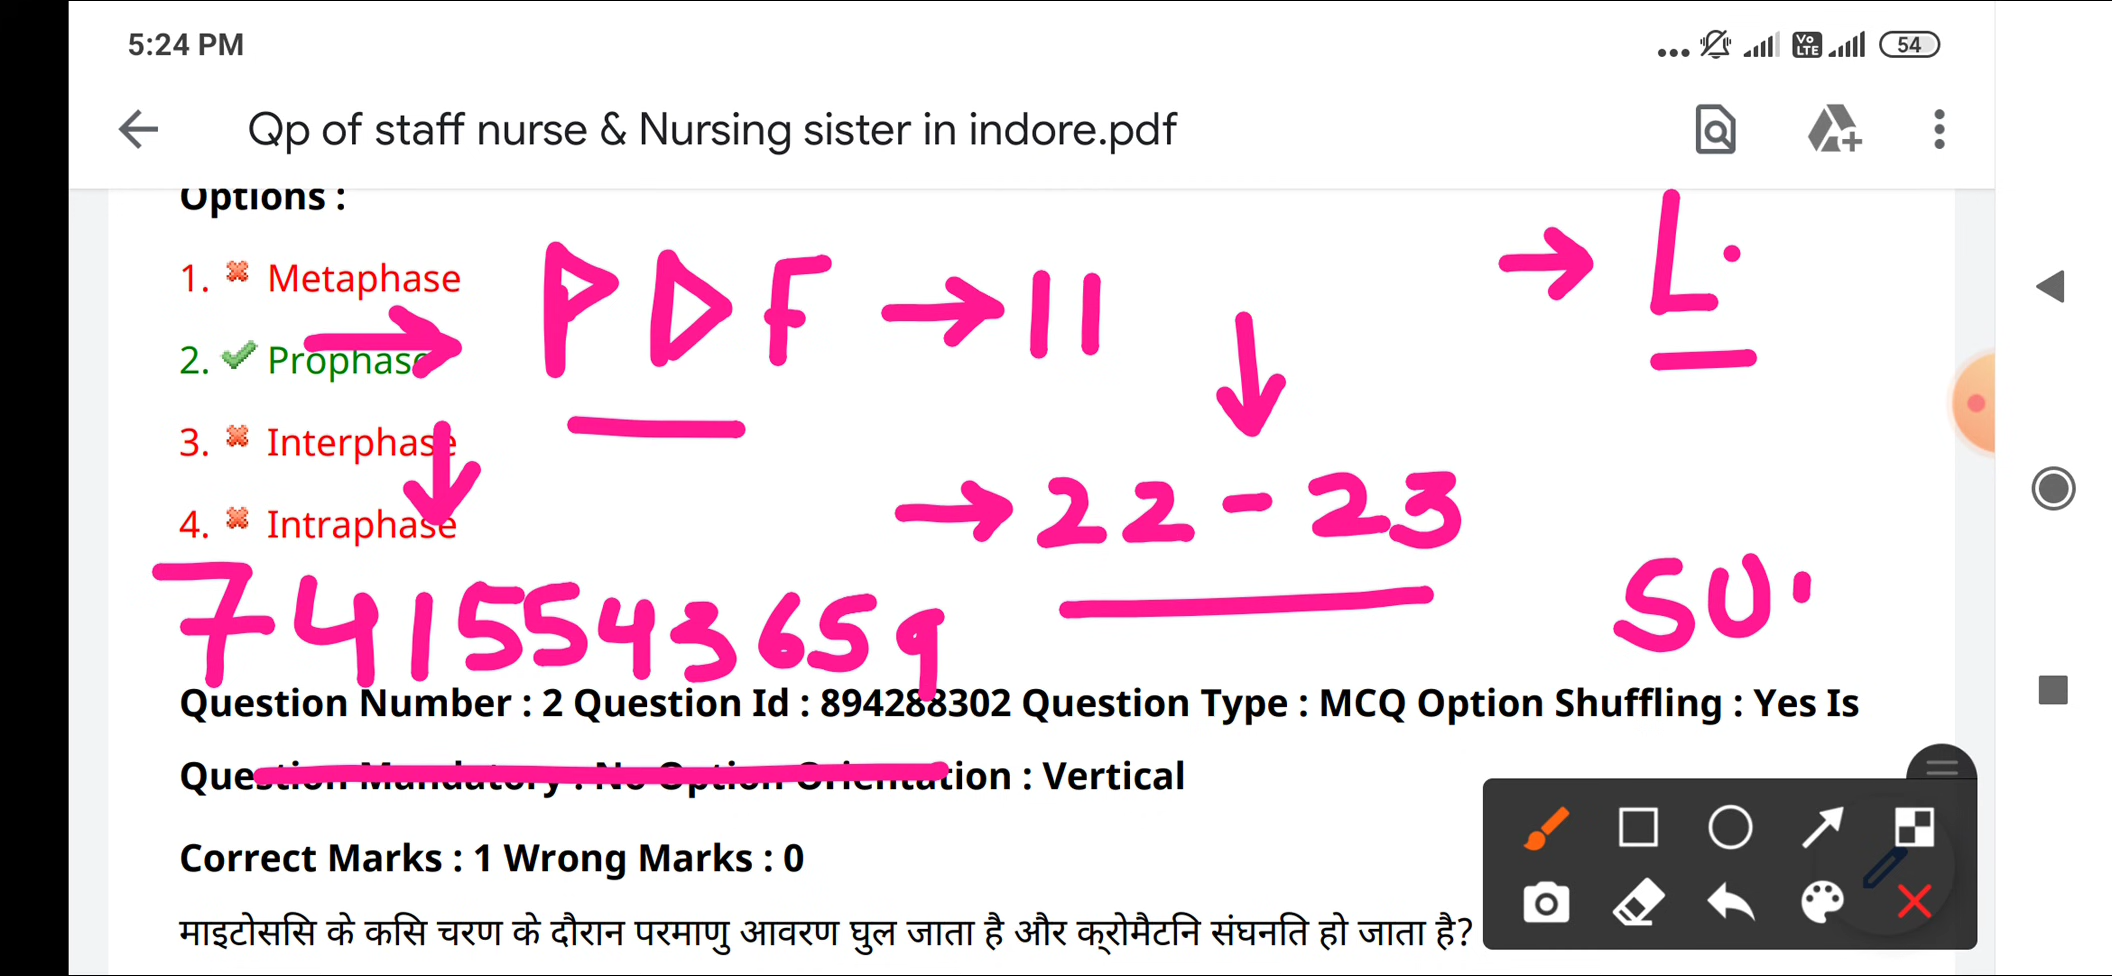 5:24 PM
Vo LTE 54
Qp of staff nurse & Nursing sister in indore.pdf
Options :
1. Metaphase
PDF → 11
→ L.
2. Prophase
3. Interphase
→ 22-23
4. Intraphase
7415543659
SU.
Question Number : 2 Question Id : 894288302 Question Type : MCQ Option Shuffling : Yes Is
Question Mandatory : No Option Orientation : Vertical
Correct Marks : 1 Wrong Marks : 0
माइटोससि के कसि चरण के दौरान परमाणु आवरण घुल जाता है और क्रोमैटनि संघनति हो जाता है?